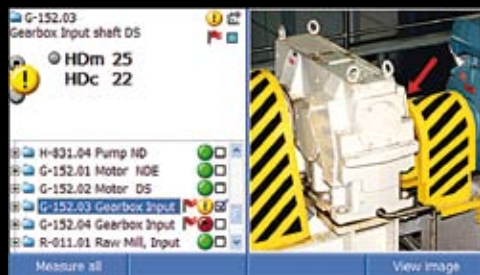 G-152.03
Gearbox Input shaft DS
HDm 25
HDc 22
H-831.04 Pump ND
G-152.01 Motor NDE
G-152.02 Motor DS
G-152.03 Gearbox Input
G-152.04 Gearbox Input
R-011.01 Raw Mill, Input
Measure all
View image